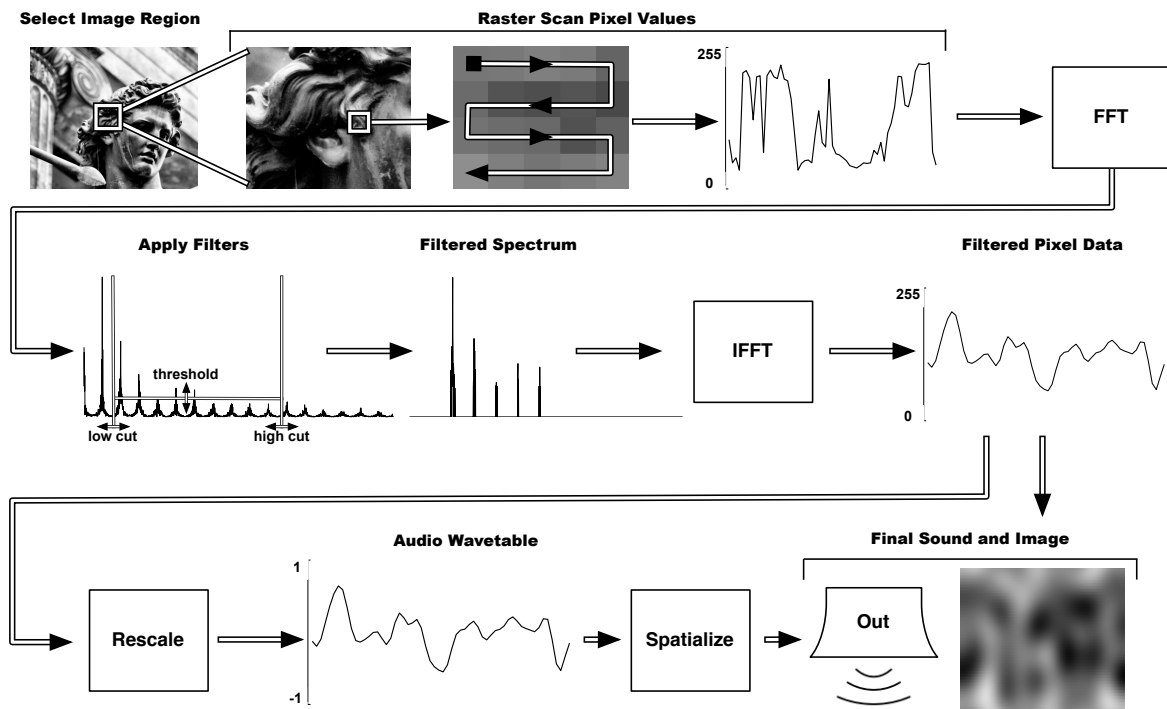 Select Image Region
Raster Scan Pixel Values
255
0
FFT
Apply Filters
threshold
low cut
high cut
Filtered Spectrum
IFFT
Filtered Pixel Data
255
0
Rescale
Audio Wavetable
1
-1
Spatialize
Final Sound and Image
Out